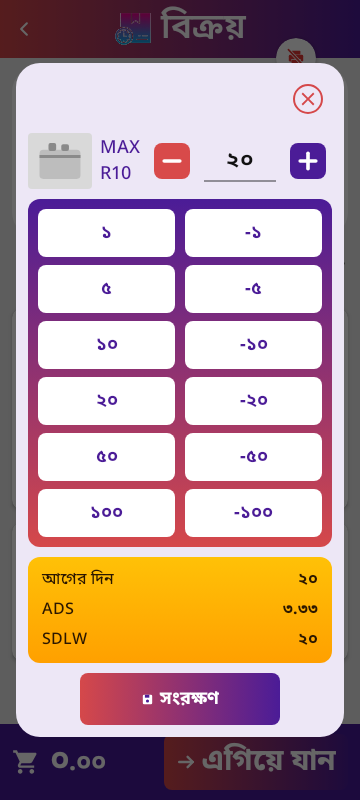 বিক্রয়
MAX
R10
২০
১ -১
৫ -৫
১০ -১০
২০ -২০
৫০ -৫০
১০০ -১০০
আগের দিন ২০
ADS ৩.৩৩
SDLW ২০
সংরক্ষণ
০.০০ এগিয়ে যান